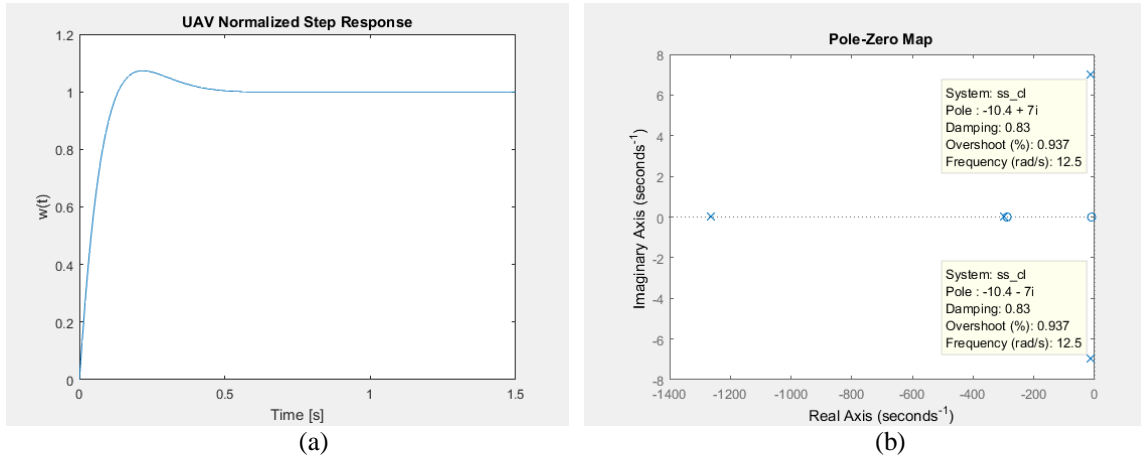 UAV Normalized Step Response
1.2
1
0.8
0.6
0.4
0.2
0
w(t)
0 0.5 1 1.5
Time [s]
(a)
Pole-Zero Map
8
6
4
2
0
-2
-4
-6
-8
Imaginary Axis (seconds-1)
System: ss_cl
Pole : -10.4 + 7i
Damping: 0.83
Overshoot (%): 0.937
Frequency (rad/s): 12.5
System: ss_cl
Pole : -10.4 - 7i
Damping: 0.83
Overshoot (%): 0.937
Frequency (rad/s): 12.5
-1400 -1200 -1000 -800 -600 -400 -200 0
Real Axis (seconds-1)
(b)